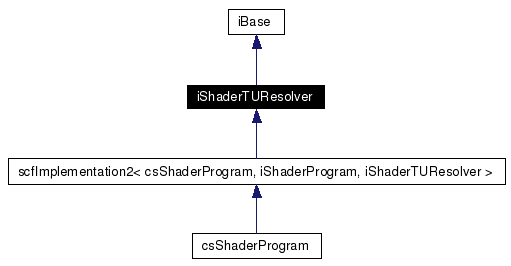 iBase
iShaderTUResolver
scfImplementation2< csShaderProgram, iShaderProgram, iShaderTUResolver >
csShaderProgram